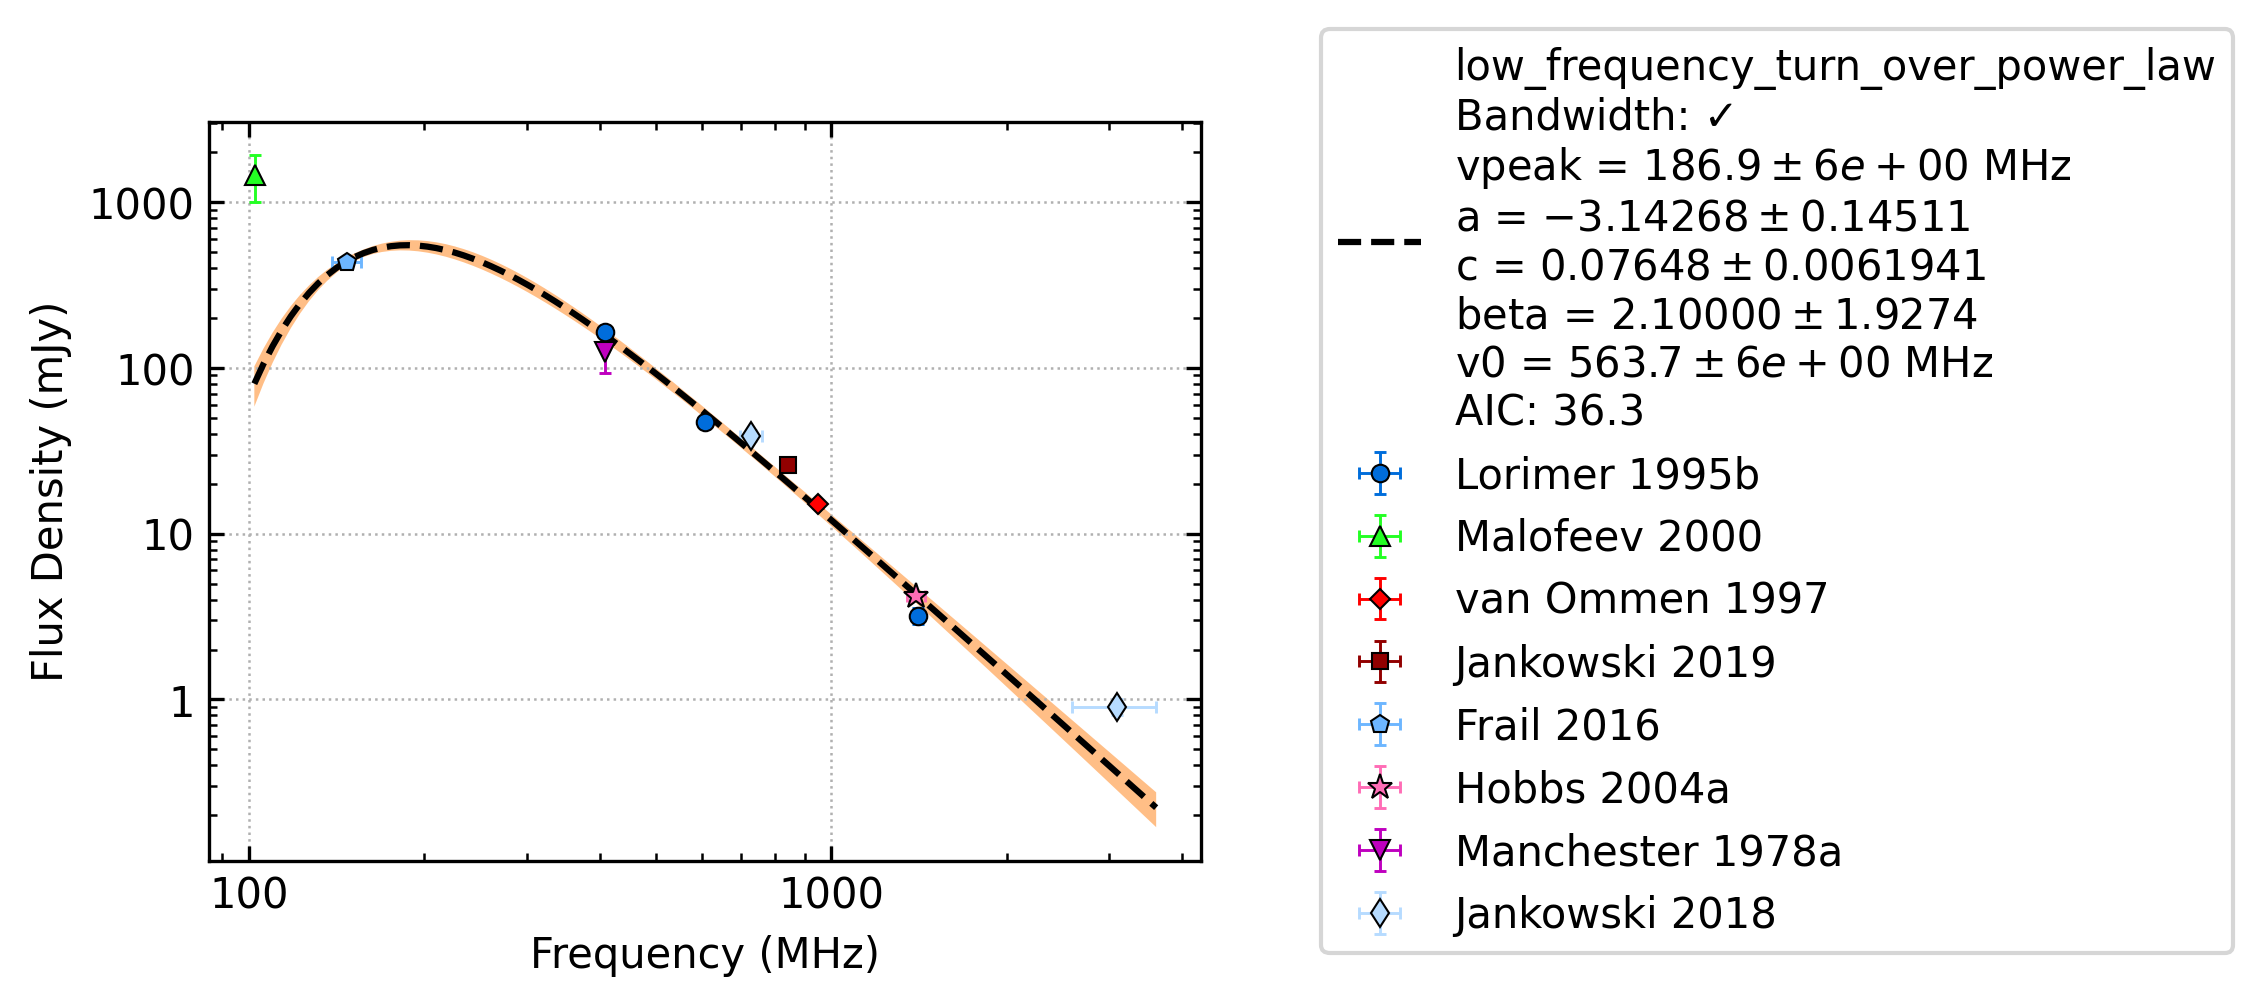 1000
100
10
1
Flux Density (mJy)
100 1000
Frequency (MHz)
low_frequency_turn_over_power_law
Bandwidth: ✓
vpeak = 186.9 ± 6e + 00 MHz
a = −3.14268 ± 0.14511
c = 0.07648 ± 0.0061941
beta = 2.10000 ± 1.9274
v0 = 563.7 ± 6e + 00 MHz
AIC: 36.3
Lorimer 1995b
Malofeev 2000
van Ommen 1997
Jankowski 2019
Frail 2016
Hobbs 2004a
Manchester 1978a
Jankowski 2018